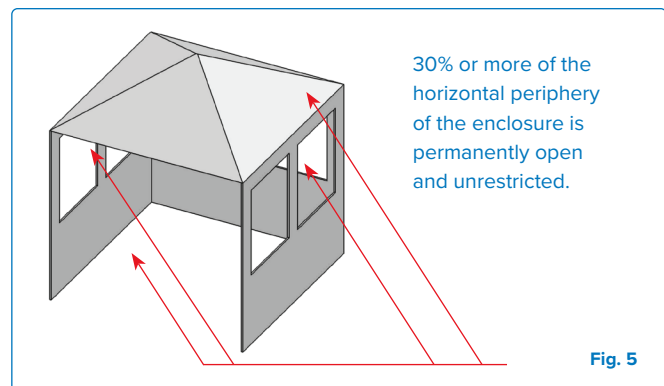 30% or more of the
horizontal periphery
of the enclosure is
permanently open
and unrestricted.
Fig. 5